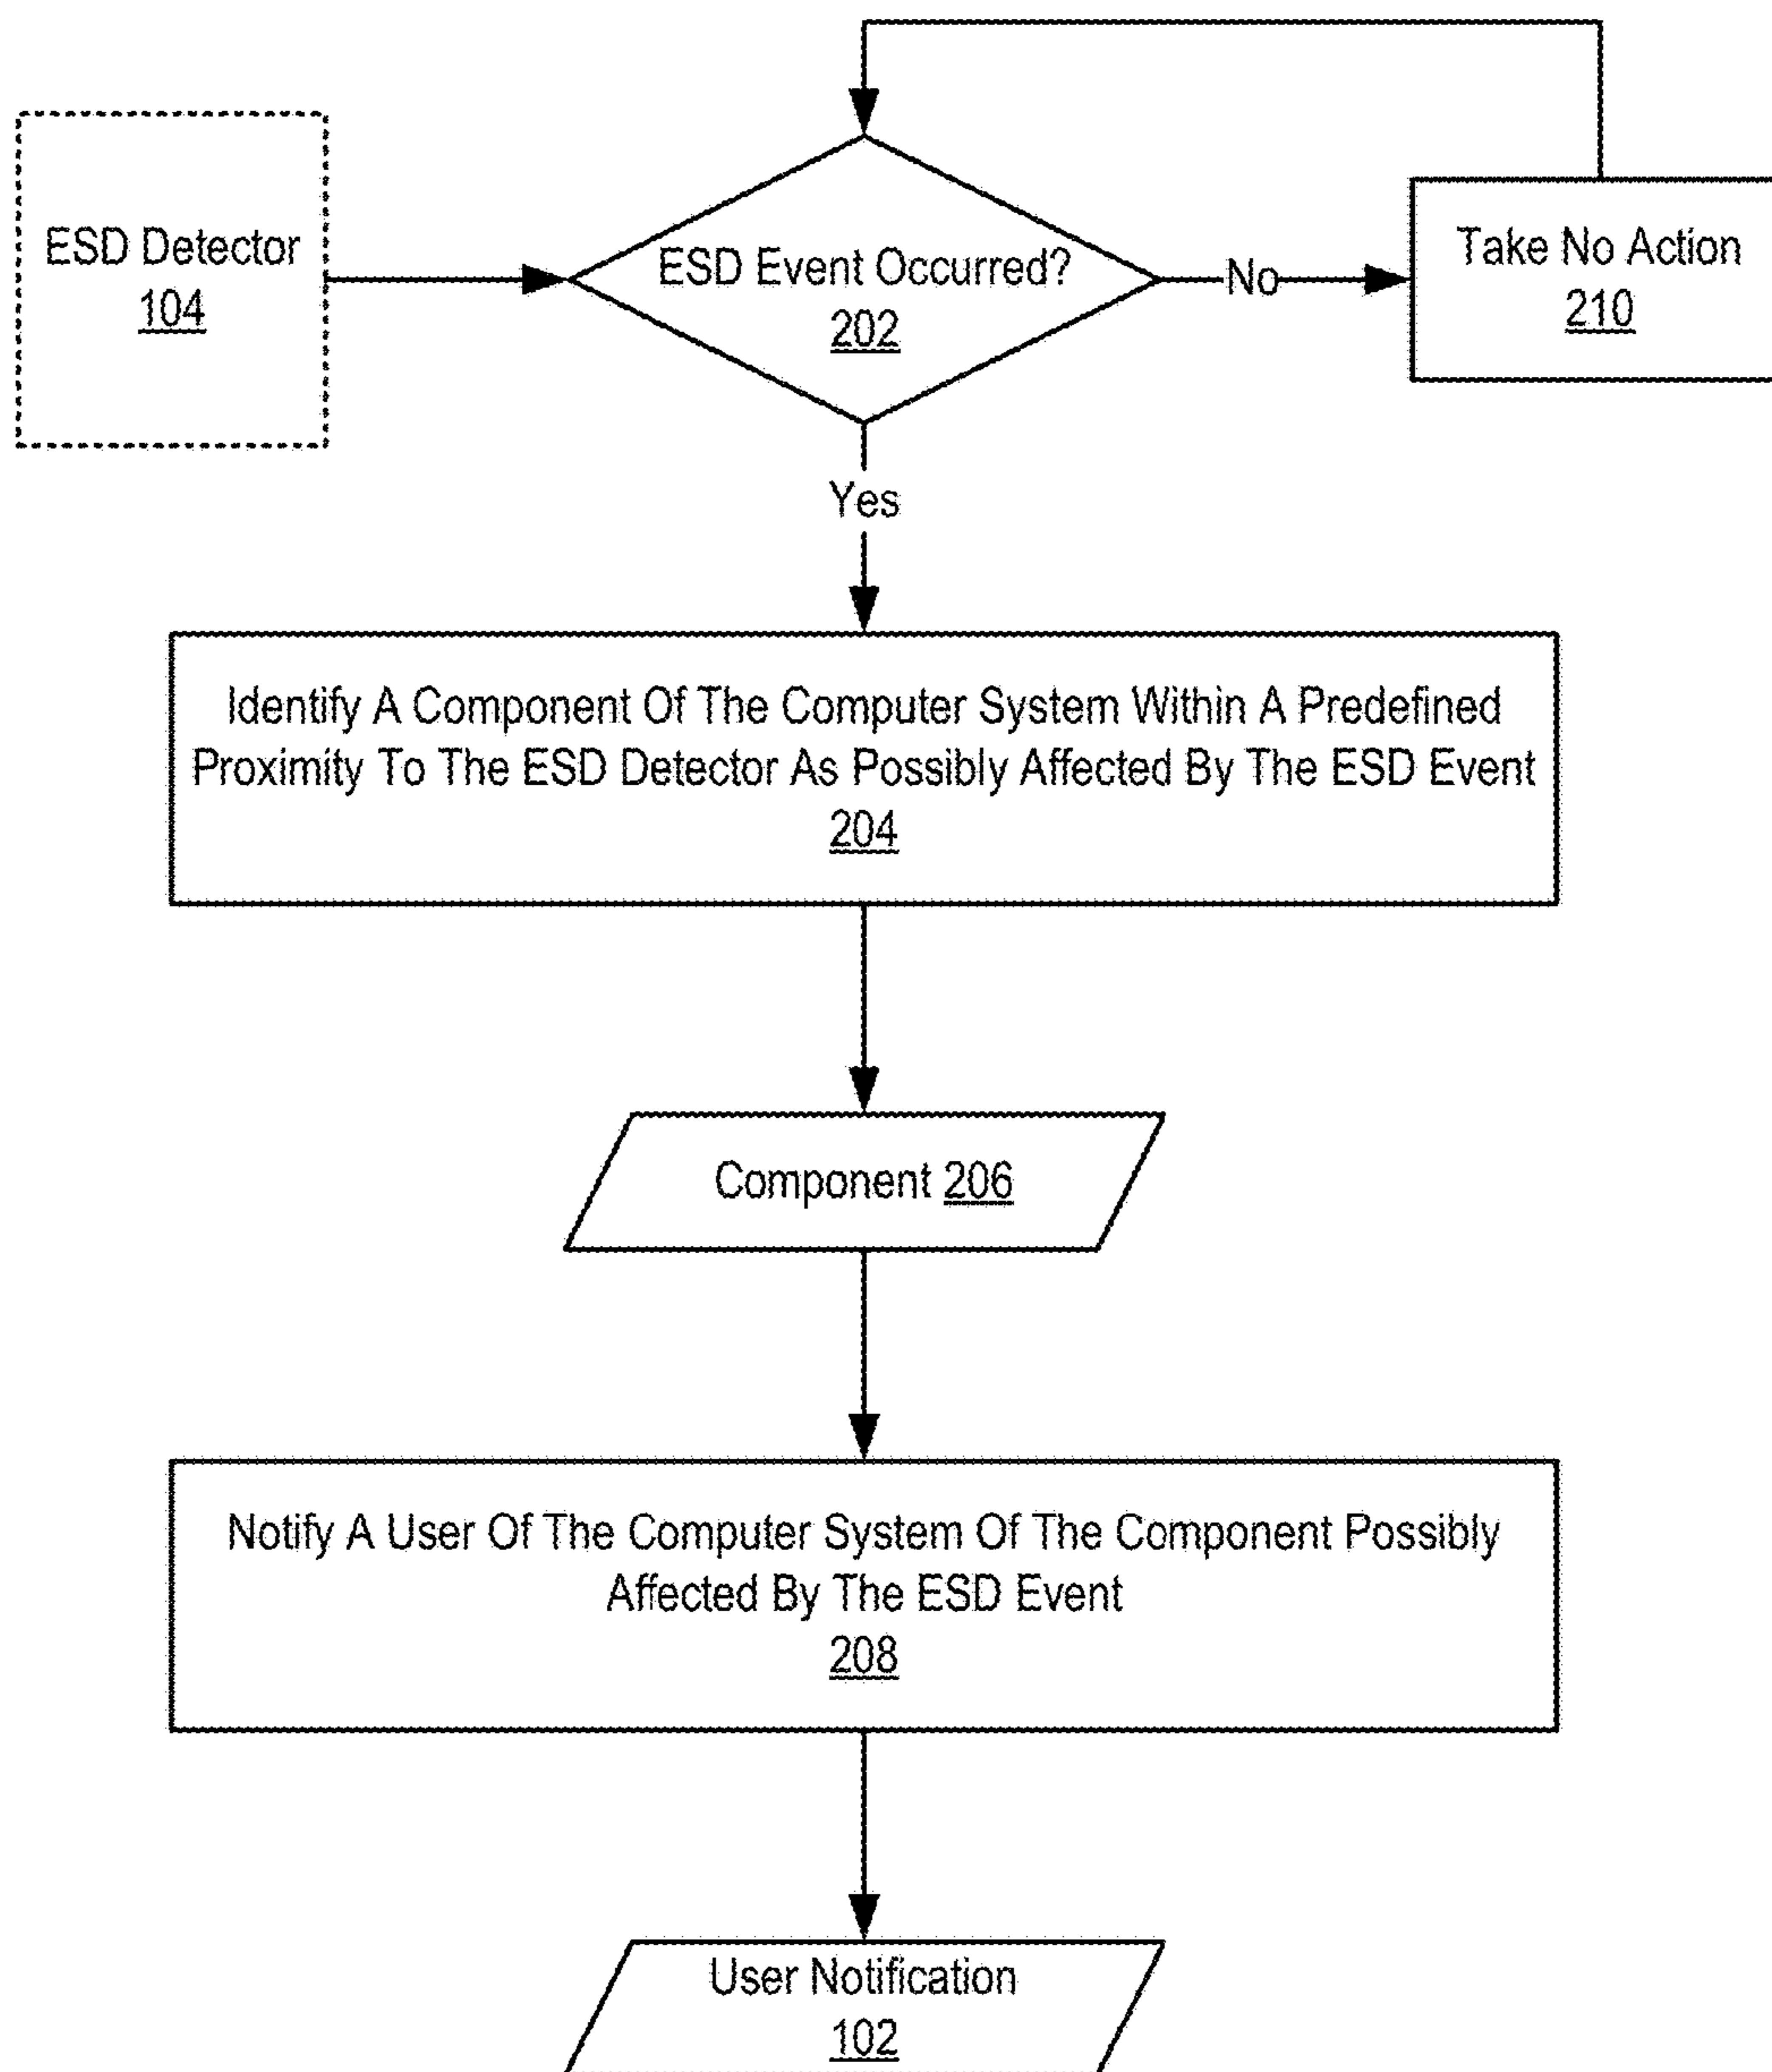 ESD Detector
104
ESD Event Occurred?
202
No
Take No Action
210
Yes
Identify A Component Of The Computer System Within A Predefined
Proximity To The ESD Detector As Possibly Affected By The ESD Event
204
Component 206
Notify A User Of The Computer System Of The Component Possibly
Affected By The ESD Event
208
User Notification
102